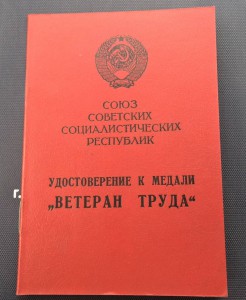 СОЮЗ
СОВЕТСКИХ
СОЦИАЛИСТИЧЕСКИХ
РЕСПУБЛИК
УДОСТОВЕРЕНИЕ К МЕДАЛИ
„ВЕТЕРАН ТРУДА“
г.